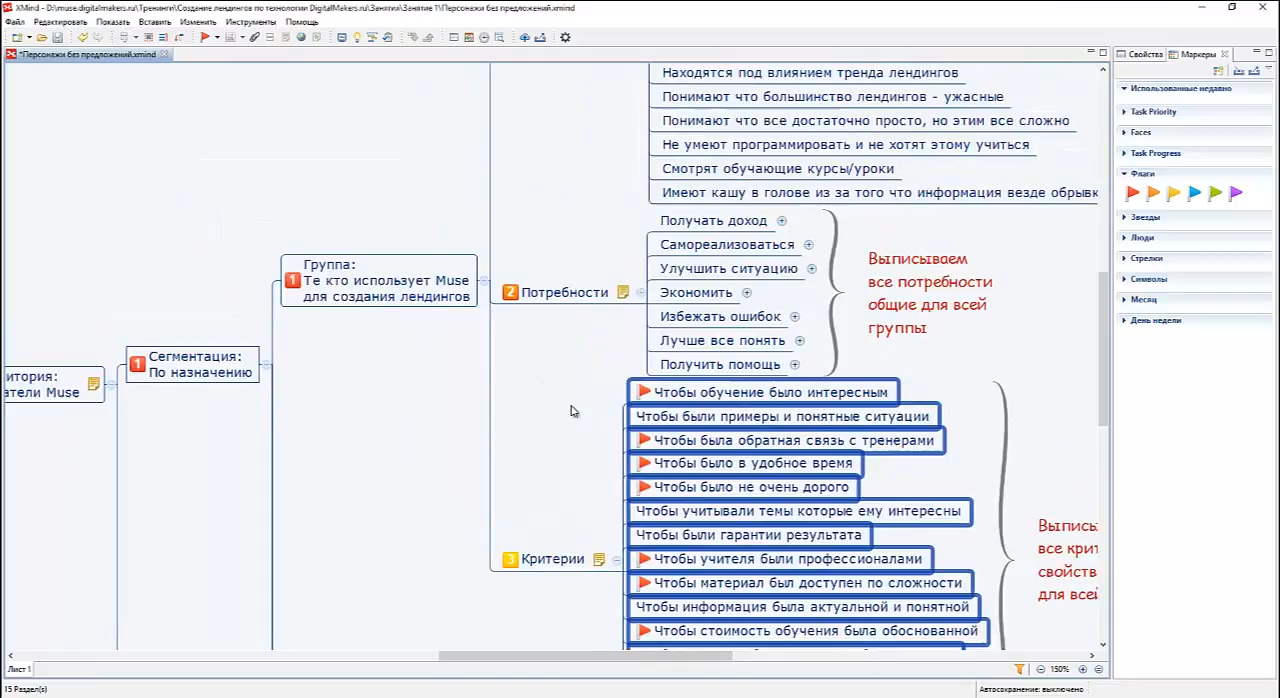 XMind - D:\muse.digitalmakers.ru\Тренинги\Создание лендингов по технологии DigitalMakers.ru\Занятия\Занятие 1\Персонажи без предложений.xmind
Файл Редактировать Показать Вставить Изменить Инструменты Помощь
*Персонажи без предложений.xmind
Свойства Маркеры
Находятся под влиянием тренда лендингов
Понимают что большинство лендингов - ужасные
Понимают что все достаточно просто, но этим все сложно
Не умеют программировать и не хотят этому учиться
Смотрят обучающие курсы/уроки
Имеют кашу в голове из за того что информация везде обрывк
Группа:
Те кто использует Muse
для создания лендингов
Сегментация:
По назначению
итория:
атели Muse
Потребности
Получать доход
Самореализоваться
Улучшить ситуацию
Экономить
Избежать ошибок
Лучше все понять
Получить помощь
Выписываем
все потребности
общие для всей
группы
Критерии
Чтобы обучение было интересным
Чтобы были примеры и понятные ситуации
Чтобы была обратная связь с тренерами
Чтобы было в удобное время
Чтобы было не очень дорого
Чтобы учитывали темы которые ему интересны
Чтобы были гарантии результата
Чтобы учителя были профессионалами
Чтобы материал был доступен по сложности
Чтобы информация была актуальной и понятной
Чтобы стоимость обучения была обоснованной
Выписы
все крит
свойств
для всей
Использованные недавно
Task Priority
Faces
Task Progress
Флаги
Звезды
Люди
Стрелки
Символы
Месяц
День недели
Лист 1
150%
15 Раздел(s)
Автосохранение: выключено